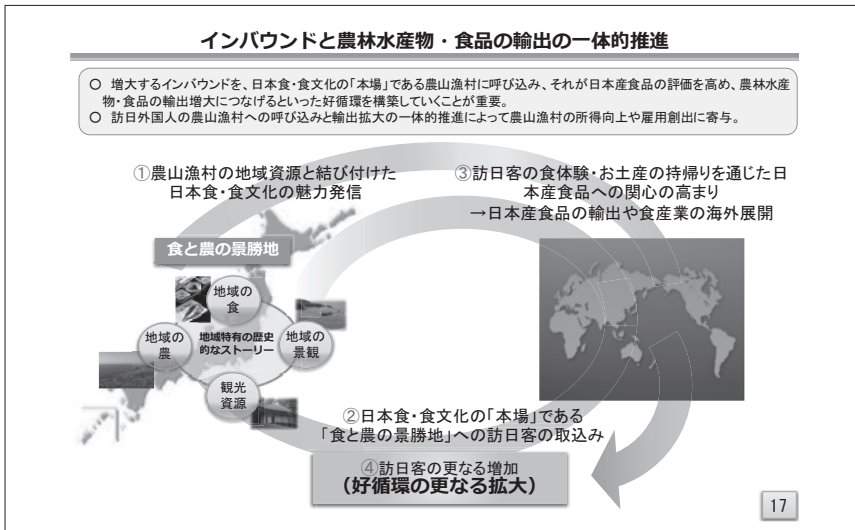 インバウンドと農林水産物・食品の輸出の一体的推進
○ 増大するインバウンドを、日本食・食文化の「本場」である農山漁村に呼び込み、それが日本産食品の評価を高め、農林水産
物・食品の輸出増大につなげるといった好循環を構築していくことが重要。
○ 訪日外国人の農山漁村への呼び込みと輸出拡大の一体的推進によって農山漁村の所得向上や雇用創出に寄与。
①農山漁村の地域資源と結び付けた
日本食・食文化の魅力発信
③訪日客の食体験・お土産の持帰りを通じた日
本産食品への関心の高まり
→日本産食品の輸出や食産業の海外展開
食と農の景勝地
地域の
食
地域の
農
地域特有の歴史
的なストーリー
地域の
景観
観光
資源
②日本食・食文化の「本場」である
「食と農の景勝地」への訪日客の取込み
④訪日客の更なる増加
(好循環の更なる拡大)
17